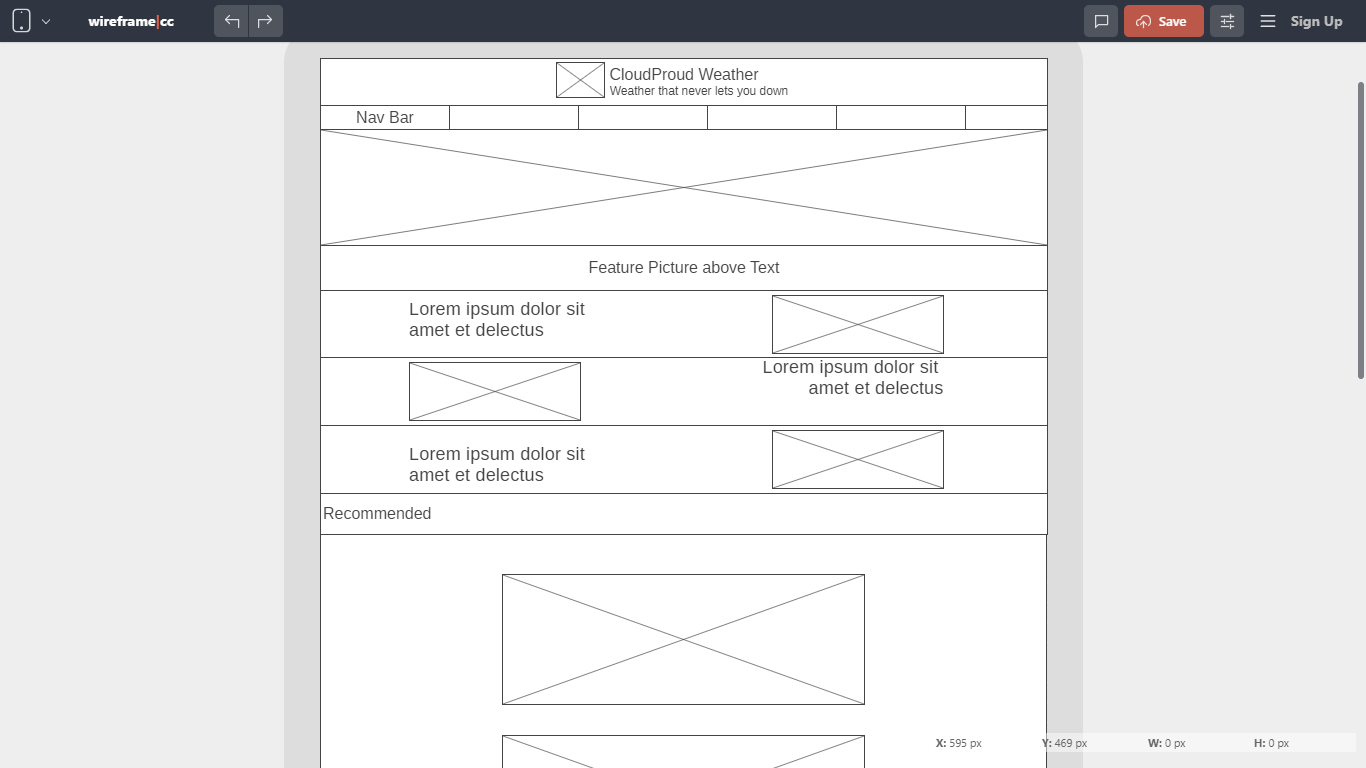 wireframe|cc
Save
Sign Up
CloudProud Weather
Weather that never lets you down
Nav Bar
Feature Picture above Text
Lorem ipsum dolor sit
amet et delectus
Lorem ipsum dolor sit
amet et delectus
Lorem ipsum dolor sit
amet et delectus
Recommended
X: 595 px Y: 469 px W: 0 px H: 0 px